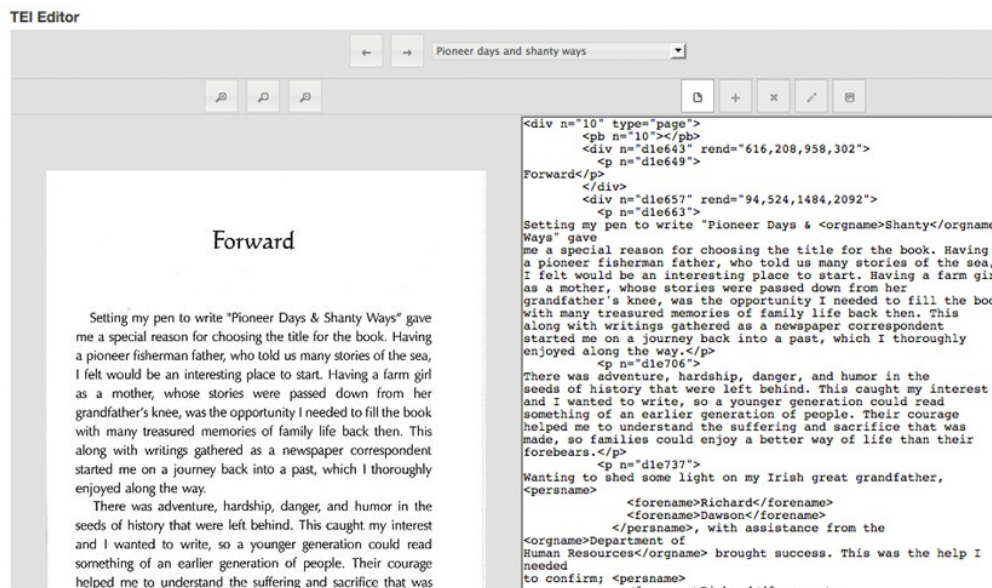 TEI Editor
Pioneer days and shanty ways
Forward
Setting my pen to write "Pioneer Days & Shanty Ways" gave
me a special reason for choosing the title for the book. Having
a pioneer fisherman father, who told us many stories of the sea,
I felt would be an interesting place to start. Having a farm girl
as a mother, whose stories were passed down from her
grandfather's knee, was the opportunity I needed to fill the book
with many treasured memories of family life back then. This
along with writings gathered as a newspaper correspondent
started me on a journey back into a past, which I thoroughly
enjoyed along the way.
There was adventure, hardship, danger, and humor in the
seeds of history that were left behind. This caught my interest
and I wanted to write, so a younger generation could read
something of an earlier generation of people. Their courage
helped me to understand the suffering and sacrifice that was
<div n="10" type="page">
<pb n="10"></pb>
<div n="d1e643" rend="616,208,958,302">
<p n="d1e649">
Forward</p>
</div>
<div n="d1e657" rend="94,524,1484,2092">
<p n="d1e663">
Setting my pen to write "Pioneer Days & <orgname>Shanty</orgname
Ways" gave
me a special reason for choosing the title for the book. Having
a pioneer fisherman father, who told us many stories of the sea,
I felt would be an interesting place to start. Having a farm gir
as a mother, whose stories were passed down from her
grandfather's knee, was the opportunity I needed to fill the boo
with many treasured memories of family life back then. This
along with writings gathered as a newspaper correspondent
started me on a journey back into a past, which I thoroughly
enjoyed along the way.</p>
<p n="d1e706">
There was adventure, hardship, danger, and humor in the
seeds of history that were left behind. This caught my interest
and I wanted to write, so a younger generation could read
something of an earlier generation of people. Their courage
helped me to understand the suffering and sacrifice that was
made, so families could enjoy a better way of life than their
forebears.</p>
<p n="d1e737">
Wanting to shed some light on my Irish great grandfather,
<persname>
<forename>Richard</forename>
<forename>Dawson</forename>
</persname>, with assistance from the
<orgname>Department of
Human Resources</orgname> brought success. This was the help I
needed
to confirm; <persname>